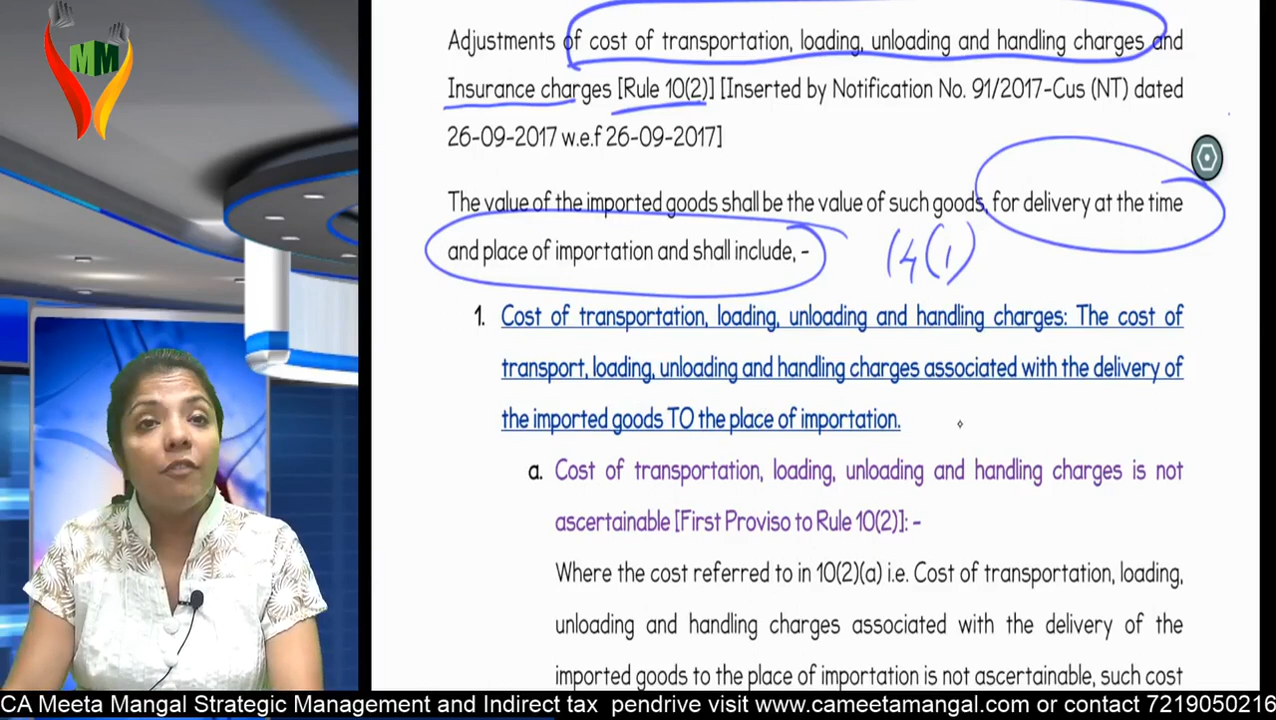 MM
Adjustments of cost of transportation, loading, unloading and handling charges and
Insurance charges [Rule 10(2)] [Inserted by Notification No. 91/2017-Cus (NT) dated
26-09-2017 w.e.f 26-09-2017]
The value of the imported goods shall be the value of such goods, for delivery at the time
and place of importation and shall include, -
14(1)
1. Cost of transportation, loading, unloading and handling charges: The cost of
transport, loading, unloading and handling charges associated with the delivery of
the imported goods TO the place of importation.
a. Cost of transportation, loading, unloading and handling charges is not
ascertainable [First Proviso to Rule 10(2)]: -
Where the cost referred to in 10(2)(a) i.e. Cost of transportation, loading,
unloading and handling charges associated with the delivery of the
imported goods to the place of importation is not ascertainable, such cost
CA Meeta Mangal Strategic Management and Indirect tax pendrive visit www.cameetamangal.com or contact 7219050216